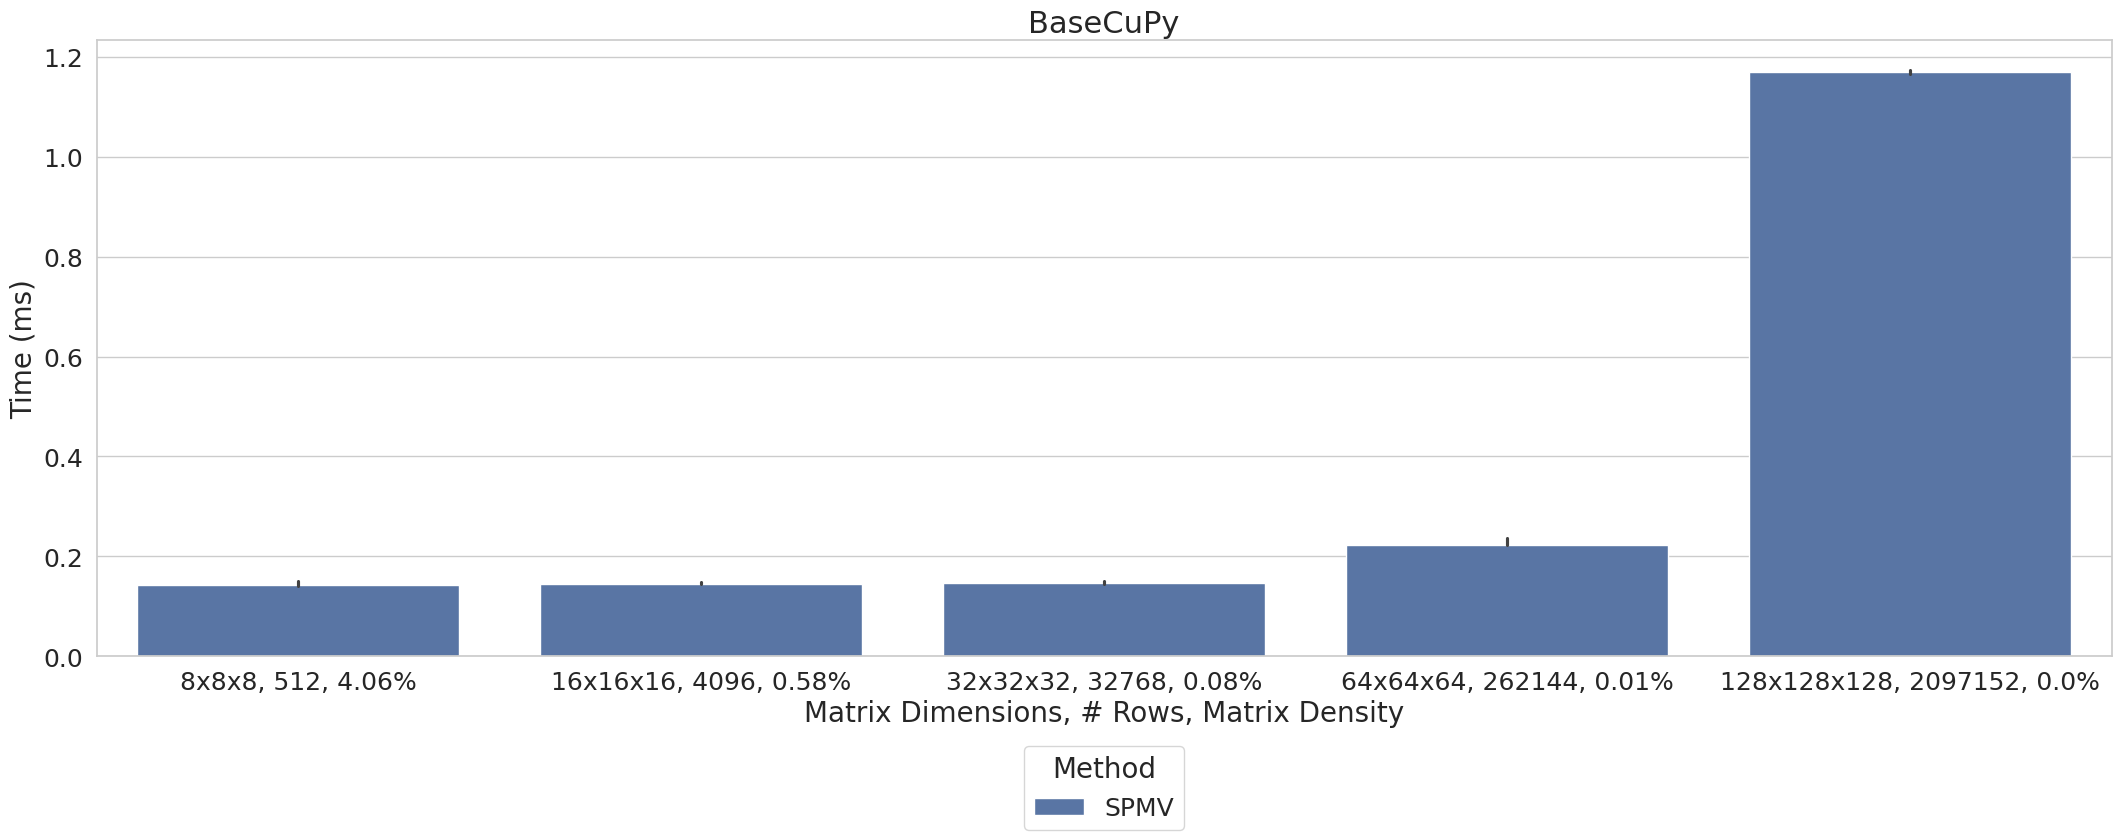 BaseCuPy
1.2
1.0
0.8
0.6
0.4
0.2
0.0
Time (ms)
8x8x8, 512, 4.06%
16x16x16, 4096, 0.58%
32x32x32, 32768, 0.08%
64x64x64, 262144, 0.01%
128x128x128, 2097152, 0.0%
Matrix Dimensions, # Rows, Matrix Density
Method
SPMV